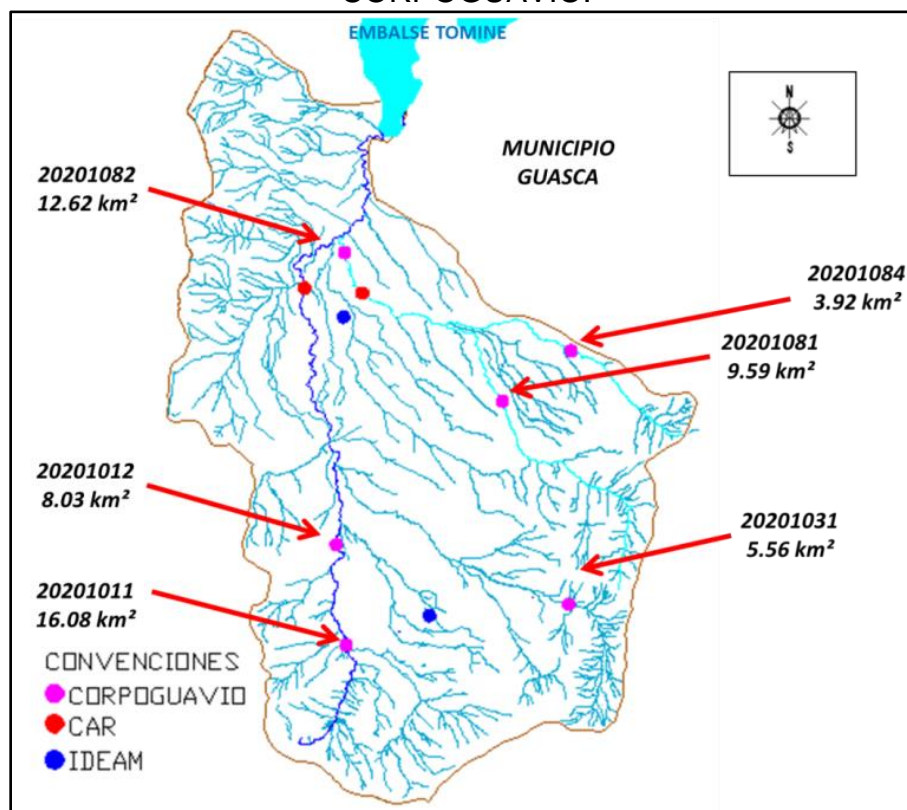 EMBALSE TOMINE
N
S
MUNICIPIO
GUASCA
20201082
12.62 km²
20201084
3.92 km²
20201081
9.59 km²
20201012
8.03 km²
20201031
5.56 km²
20201011
16.08 km²
CONVENCIONES
CORPOGUAVIO
CAR
IDEAM